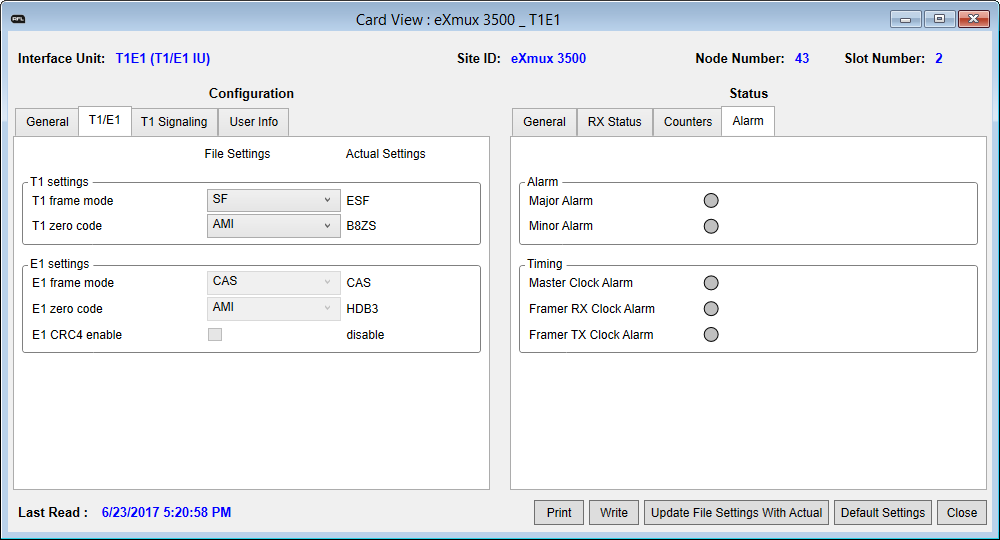 RFL Card View : eXmux 3500 _ T1E1
Interface Unit: T1E1 (T1/E1 IU) Site ID: eXmux 3500 Node Number: 43 Slot Number: 2
Configuration
General T1/E1 T1 Signaling User Info
File Settings Actual Settings
T1 settings
T1 frame mode SF ESF
T1 zero code AMI B8ZS
E1 settings
E1 frame mode CAS CAS
E1 zero code AMI HDB3
E1 CRC4 enable disable
Status
General RX Status Counters Alarm
Alarm
Major Alarm
Minor Alarm
Timing
Master Clock Alarm
Framer RX Clock Alarm
Framer TX Clock Alarm
Last Read : 6/23/2017 5:20:58 PM Print Write Update File Settings With Actual Default Settings Close